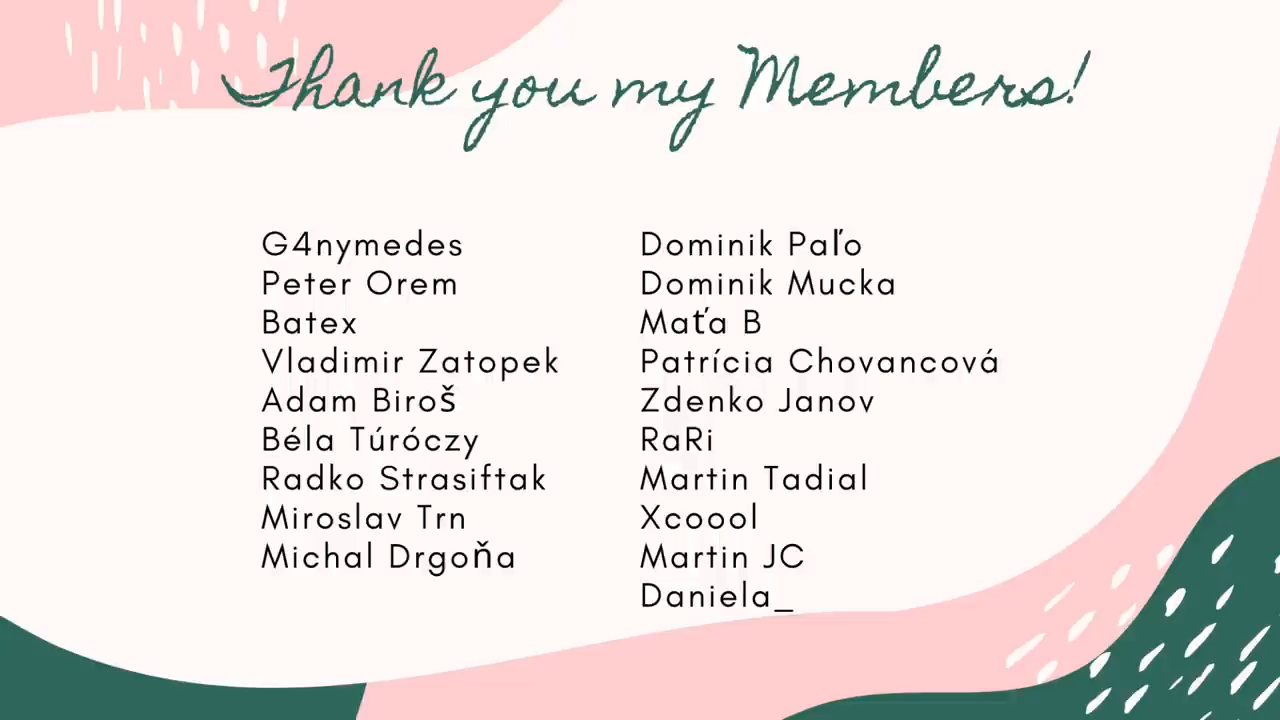 Thank you my Members!
G4nymedes
Peter Orem
Batex
Vladimir Zatopek
Adam Biroš
Béla Túróczy
Radko Strasiftak
Miroslav Trn
Michal Drgoňa
Dominik Paľo
Dominik Mucka
Maťa B
Patrícia Chovancová
Zdenko Janov
RaRi
Martin Tadial
Xcoool
Martin JC
Daniela_